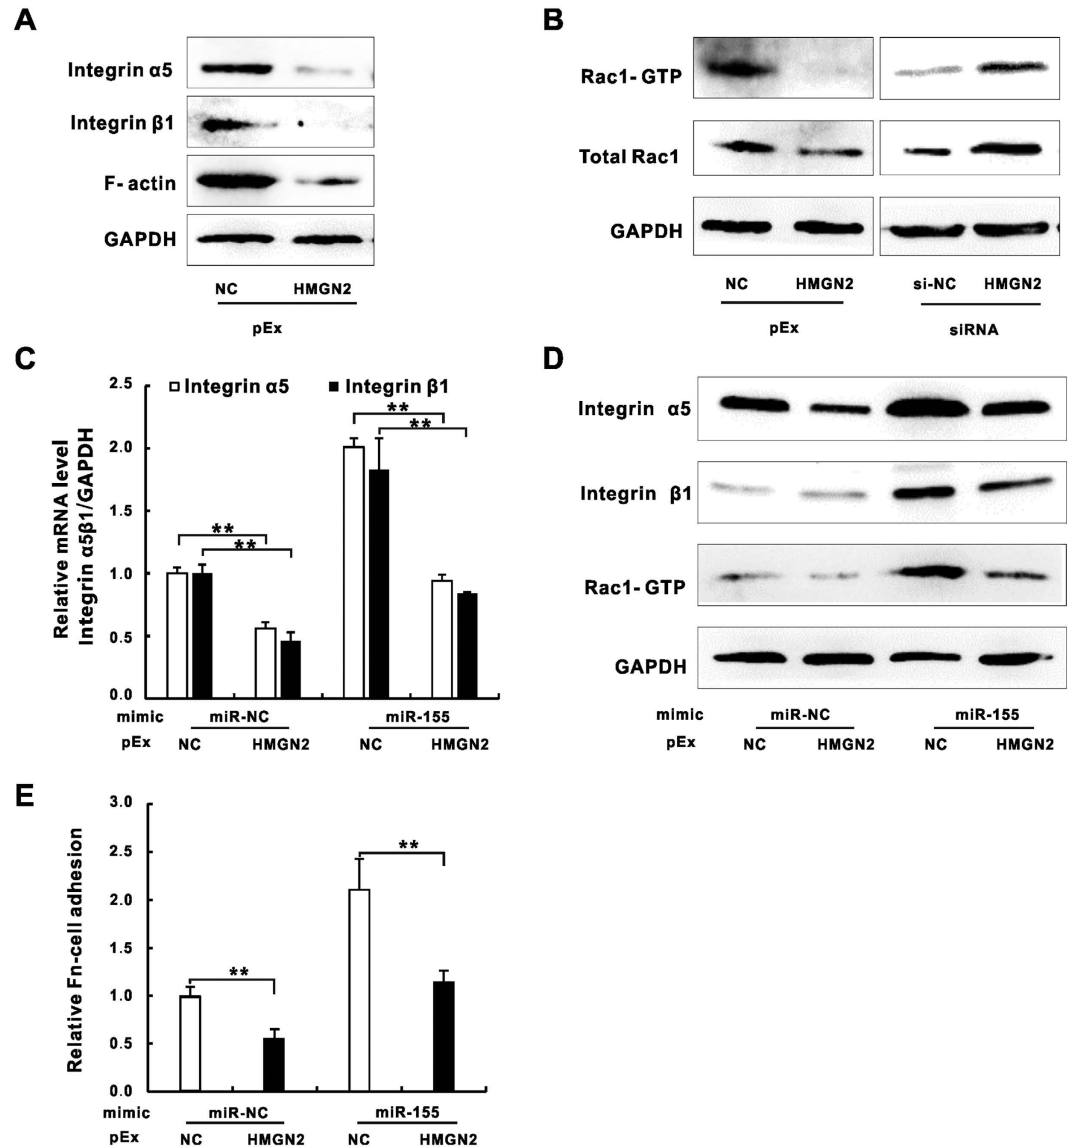 A
Integrin α5
Integrin β1
F- actin
GAPDH
NC HMGN2
pEx
B
Rac1- GTP
Total Rac1
GAPDH
NC HMGN2 si-NC HMGN2
pEx siRNA
C
Relative mRNA level
Integrin α5β1/GAPDH
2.5
2.0
1.5
1.0
0.5
0.0
Integrin α5 Integrin β1
**
**
**
**
mimic miR-NC miR-155
pEx NC HMGN2 NC HMGN2
D
Integrin α5
Integrin β1
Rac1- GTP
GAPDH
mimic miR-NC miR-155
pEx NC HMGN2 NC HMGN2
E
Relative Fn-cell adhesion
3.0
2.5
2.0
1.5
1.0
0.5
0.0
**
**
mimic miR-NC miR-155
pEx NC HMGN2 NC HMGN2